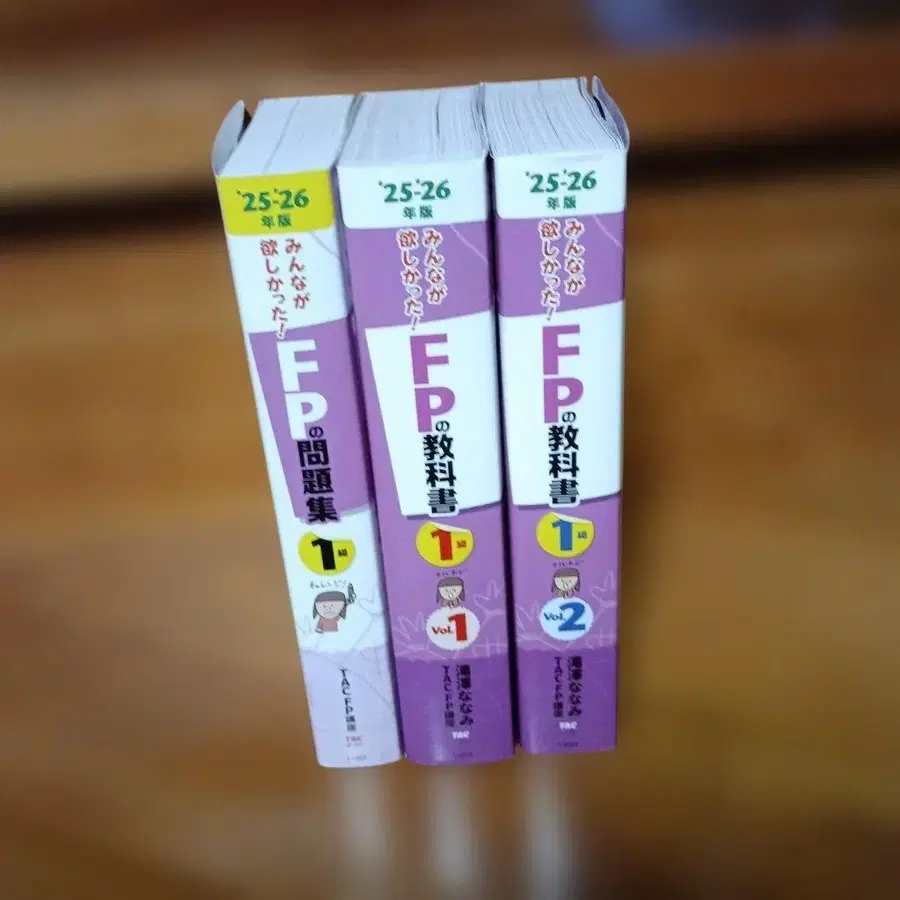 '25-'26
年版
みんなが
欲しかった!
FPの問題集
1級
TAC FP講座
TAC
'25-'26
年版
みんなが
欲しかった!
FPの教科書
1級
Vol.1
滝澤ななみ
TAC FP講座
TAC
'25-'26
年版
みんなが
欲しかった!
FPの教科書
1級
Vol.2
滝澤ななみ
TAC FP講座
TAC